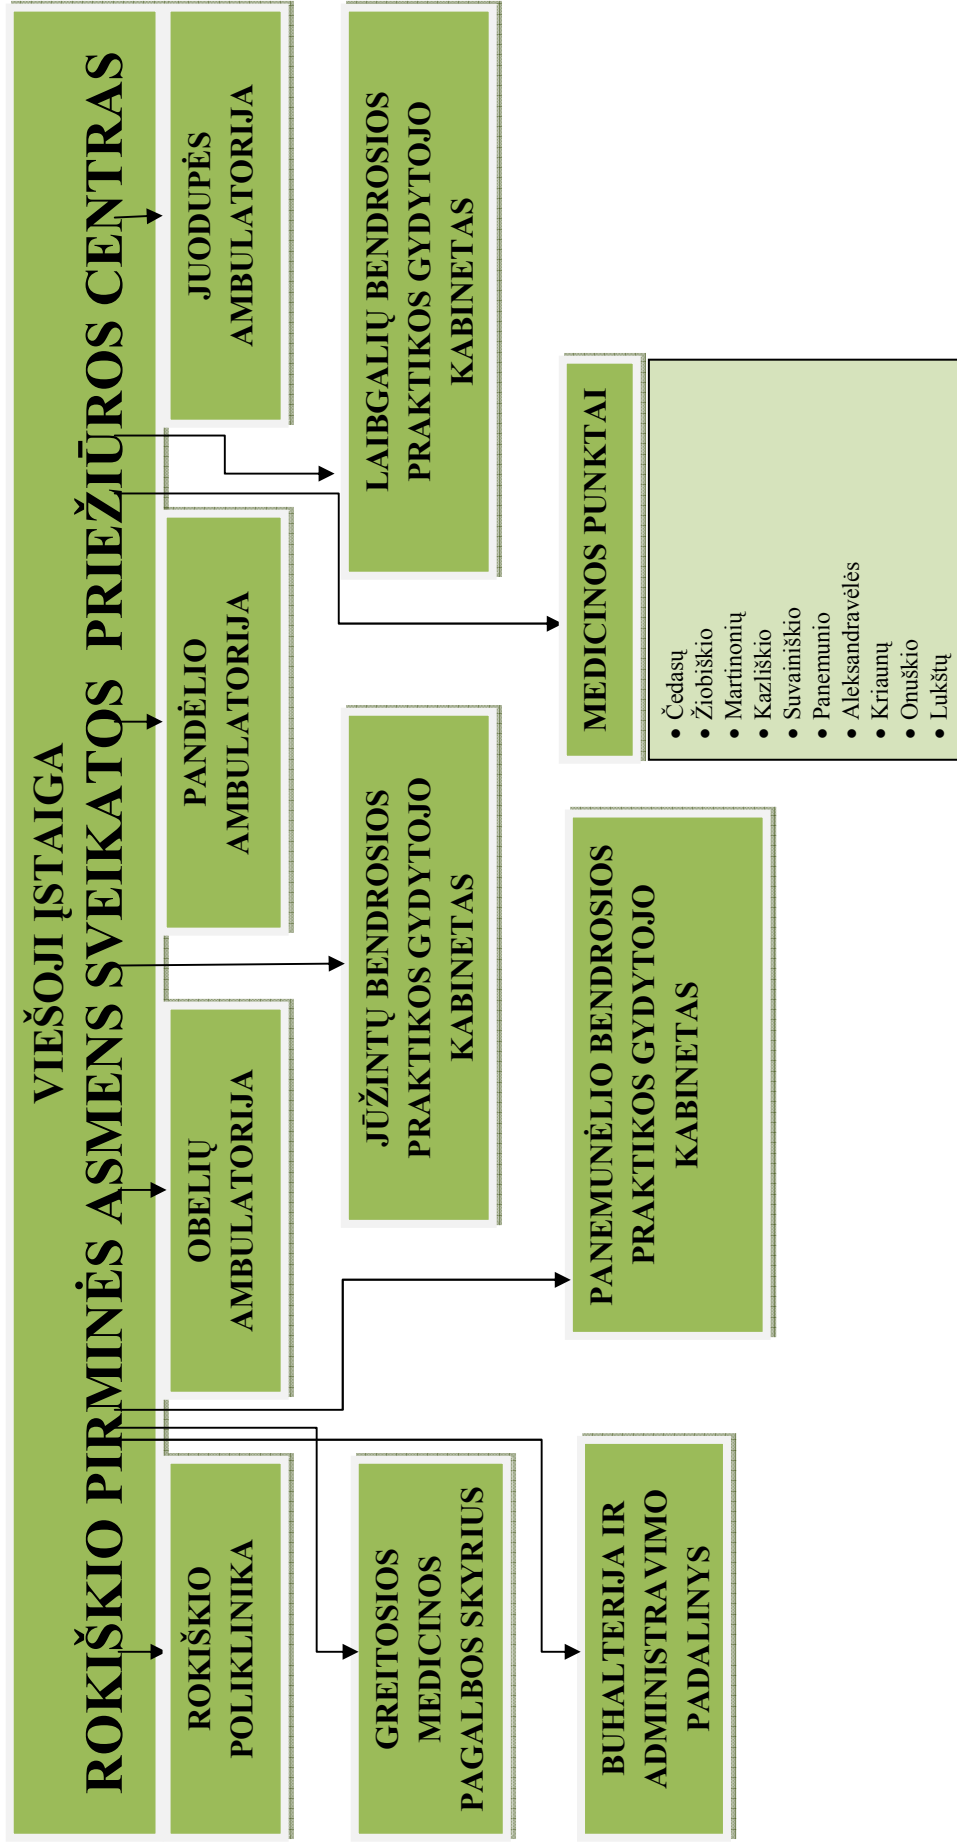 VIEŠOJI ĮSTAIGA
ROKIŠKIO PIRMINĖS ASMENS SVEIKATOS PRIEŽIŪROS CENTRAS
ROKIŠKIO
POLIKLINIKA
OBELIŲ
AMBULATORIJA
PANDĖLIO
AMBULATORIJA
JUODUPĖS
AMBULATORIJA
GREITOSIOS
MEDICINOS
PAGALBOS SKYRIUS
JŪŽINTŲ BENDROSIOS
PRAKTIKOS GYDYTOJO
KABINETAS
LAIBGALIŲ BENDROSIOS
PRAKTIKOS GYDYTOJO
KABINETAS
BUHALTERIJA IR
ADMINISTRAVIMO
PADALINYS
PANEMUNĖLIO BENDROSIOS
PRAKTIKOS GYDYTOJO
KABINETAS
MEDICINOS PUNKTAI
• Čedasų
• Žiobiškio
• Martinonių
• Kazliškio
• Suvainiškio
• Panemunio
• Aleksandravėlės
• Kriaunų
• Onuškio
• Lukštų